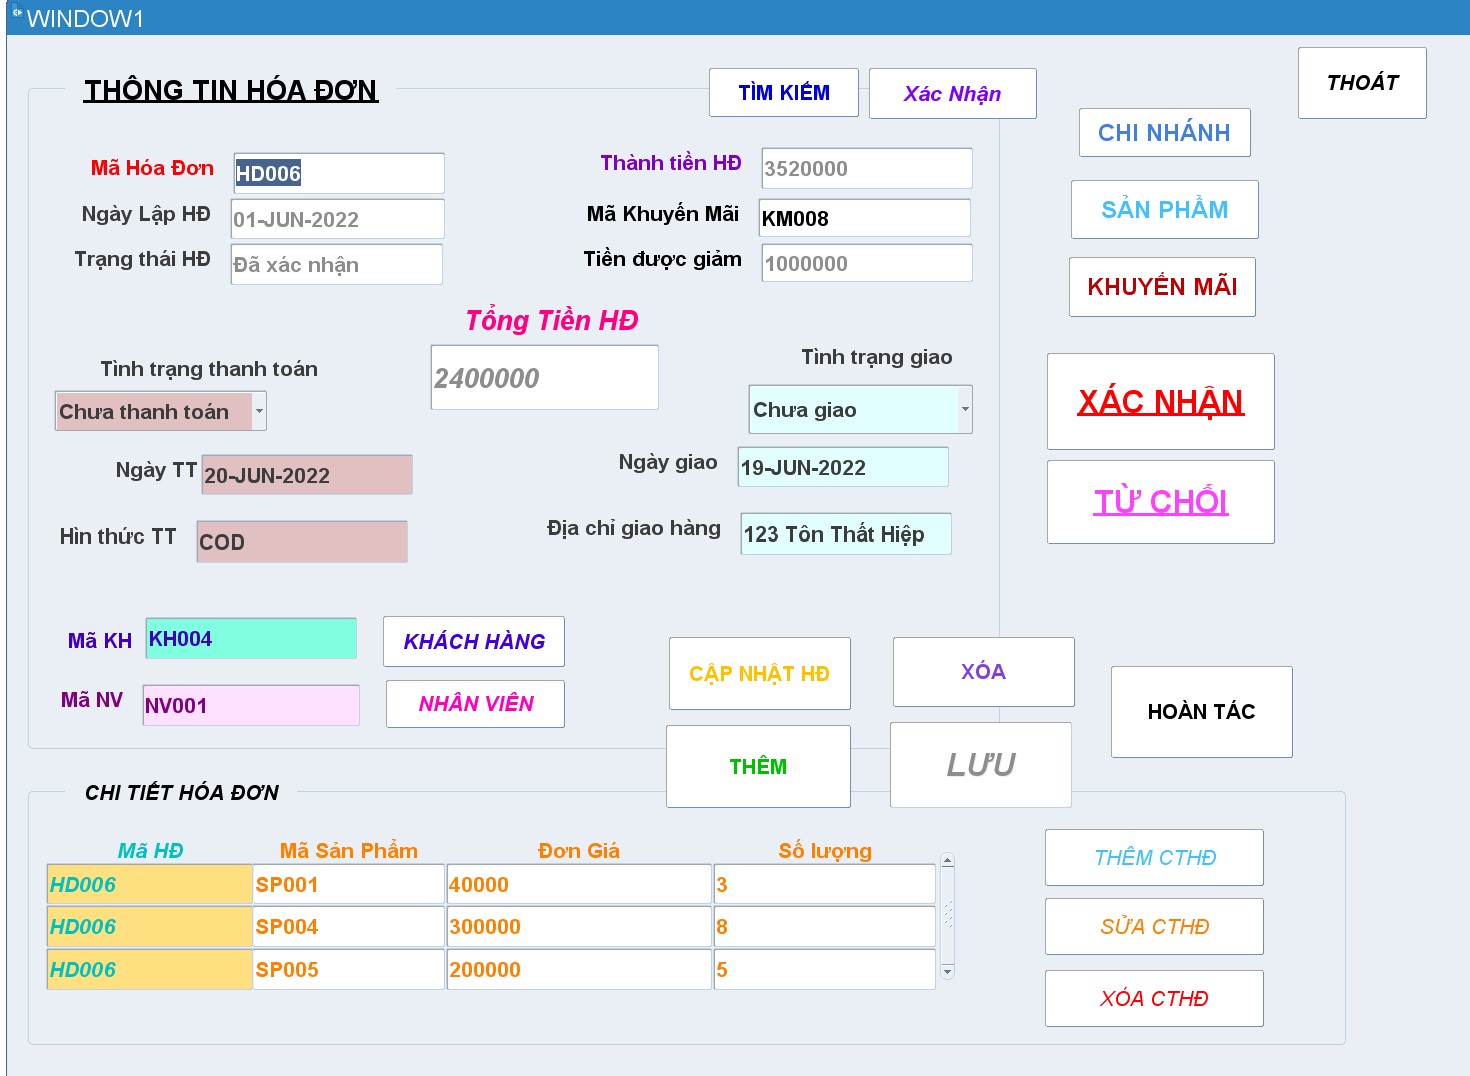 WINDOW1
THÔNG TIN HÓA ĐƠN
TÌM KIẾM
Xác Nhận
THOÁT
CHI NHÁNH
Mã Hóa Đơn HD006
Thành tiền HĐ 3520000
Ngày Lập HĐ 01-JUN-2022
Mã Khuyến Mãi KM008
SẢN PHẨM
Trạng thái HĐ Đã xác nhận
Tiền được giảm 1000000
KHUYẾN MÃI
Tổng Tiền HĐ
2400000
Tình trạng thanh toán
Chưa thanh toán
Tình trạng giao
Chưa giao
XÁC NHẬN
Ngày TT 20-JUN-2022
Ngày giao 19-JUN-2022
TỪ CHỐI
Hìn thức TT COD
Địa chỉ giao hàng 123 Tôn Thất Hiệp
Mã KH KH004
KHÁCH HÀNG
CẬP NHẬT HĐ
XÓA
Mã NV NV001
NHÂN VIÊN
HOÀN TÁC
THÊM
LƯU
CHI TIẾT HÓA ĐƠN
Mã HĐ Mã Sản Phẩm Đơn Giá Số lượng
HD006 SP001 40000 3
HD006 SP004 300000 8
HD006 SP005 200000 5
THÊM CTHĐ
SỬA CTHĐ
XÓA CTHĐ